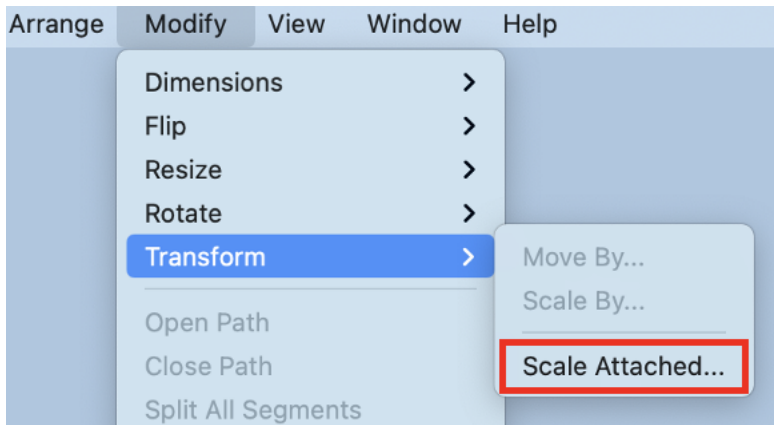 Arrange Modify View Window Help
Dimensions
Flip
Resize
Rotate
Transform
Move By...
Scale By...
Scale Attached...
Open Path
Close Path
Split All Segments